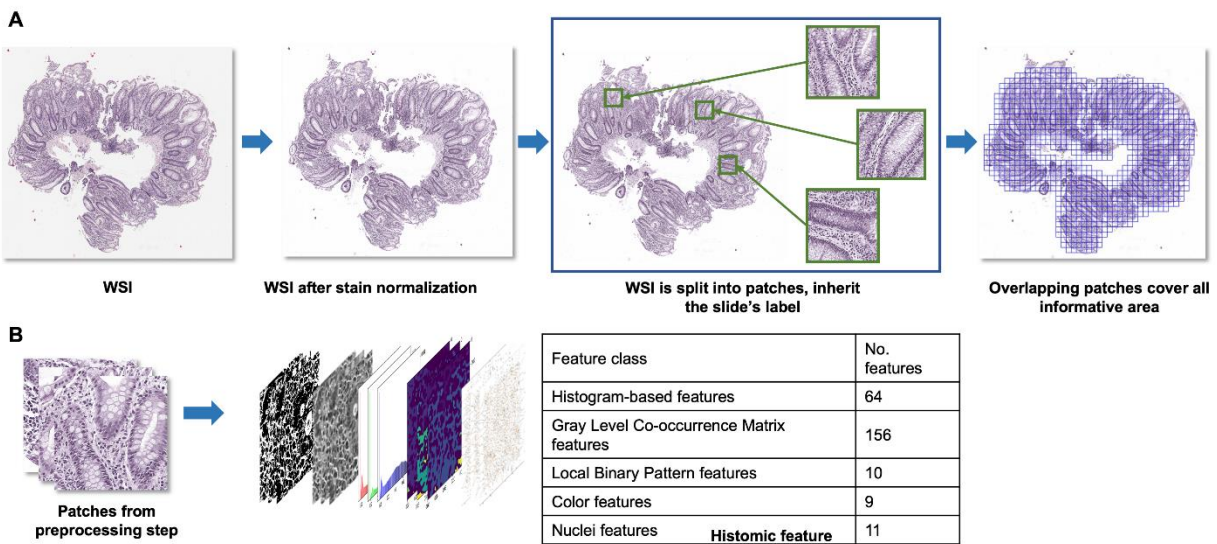 A
WSI
WSI after stain normalization
WSI is split into patches, inherit
the slide's label
Overlapping patches cover all
informative area
B
Patches from
preprocessing step
Feature class No.
features
Histogram-based features 64
Gray Level Co-occurrence Matrix
features 156
Local Binary Pattern features 10
Color features 9
Nuclei features 11
Histomic feature